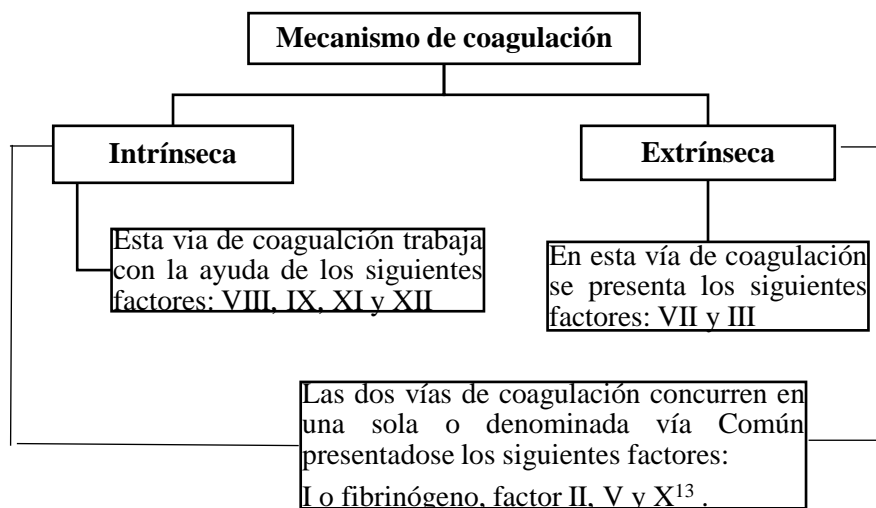 Mecanismo de coagulación
Intrínseca
Extrínseca
Esta via de coagualción trabaja
con la ayuda de los siguientes
factores: VIII, IX, XI y XII
En esta vía de coagulación
se presenta los siguientes
factores: VII y III
Las dos vías de coagulación concurren en
una sola o denominada vía Común
presentadose los siguientes factores:
I o fibrinógeno, factor II, V y X¹³ .